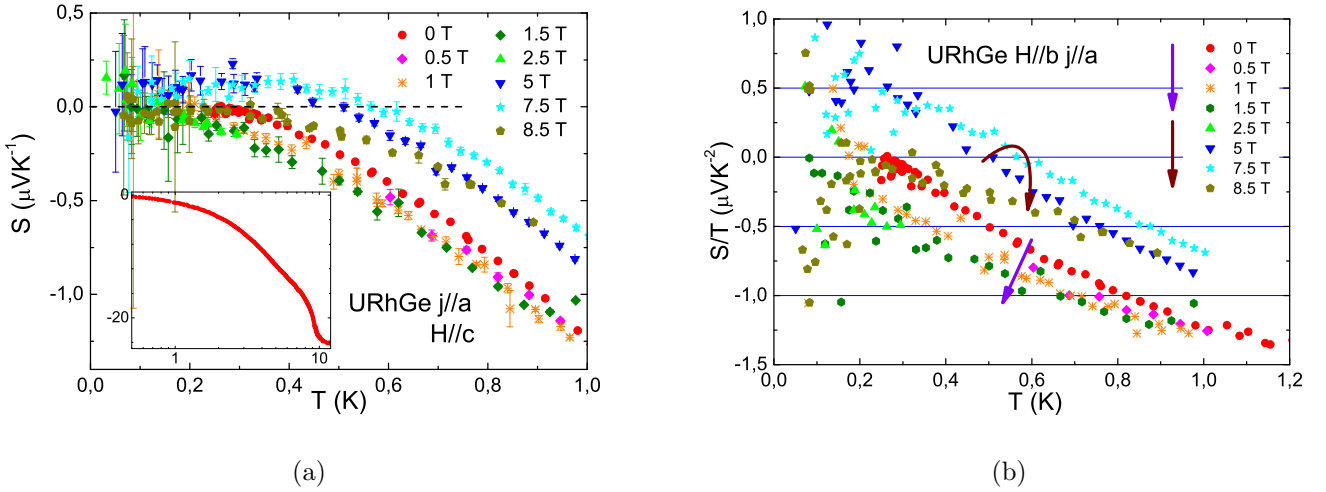 0,5
0,0
-0,5
-1,0
S (μVK⁻¹)
0 T
0.5 T
1 T
1.5 T
2.5 T
5 T
7.5 T
8.5 T
0
-20
1
10
URhGe j//a
H//c
0,0 0,2 0,4 0,6 0,8 1,0
T (K)
(a)
1,0
0,5
0,0
-0,5
-1,0
-1,5
S/T (μVK⁻²)
URhGe H//b j//a
0 T
0.5 T
1 T
1.5 T
2.5 T
5 T
7.5 T
8.5 T
0,0 0,2 0,4 0,6 0,8 1,0 1,2
T (K)
(b)